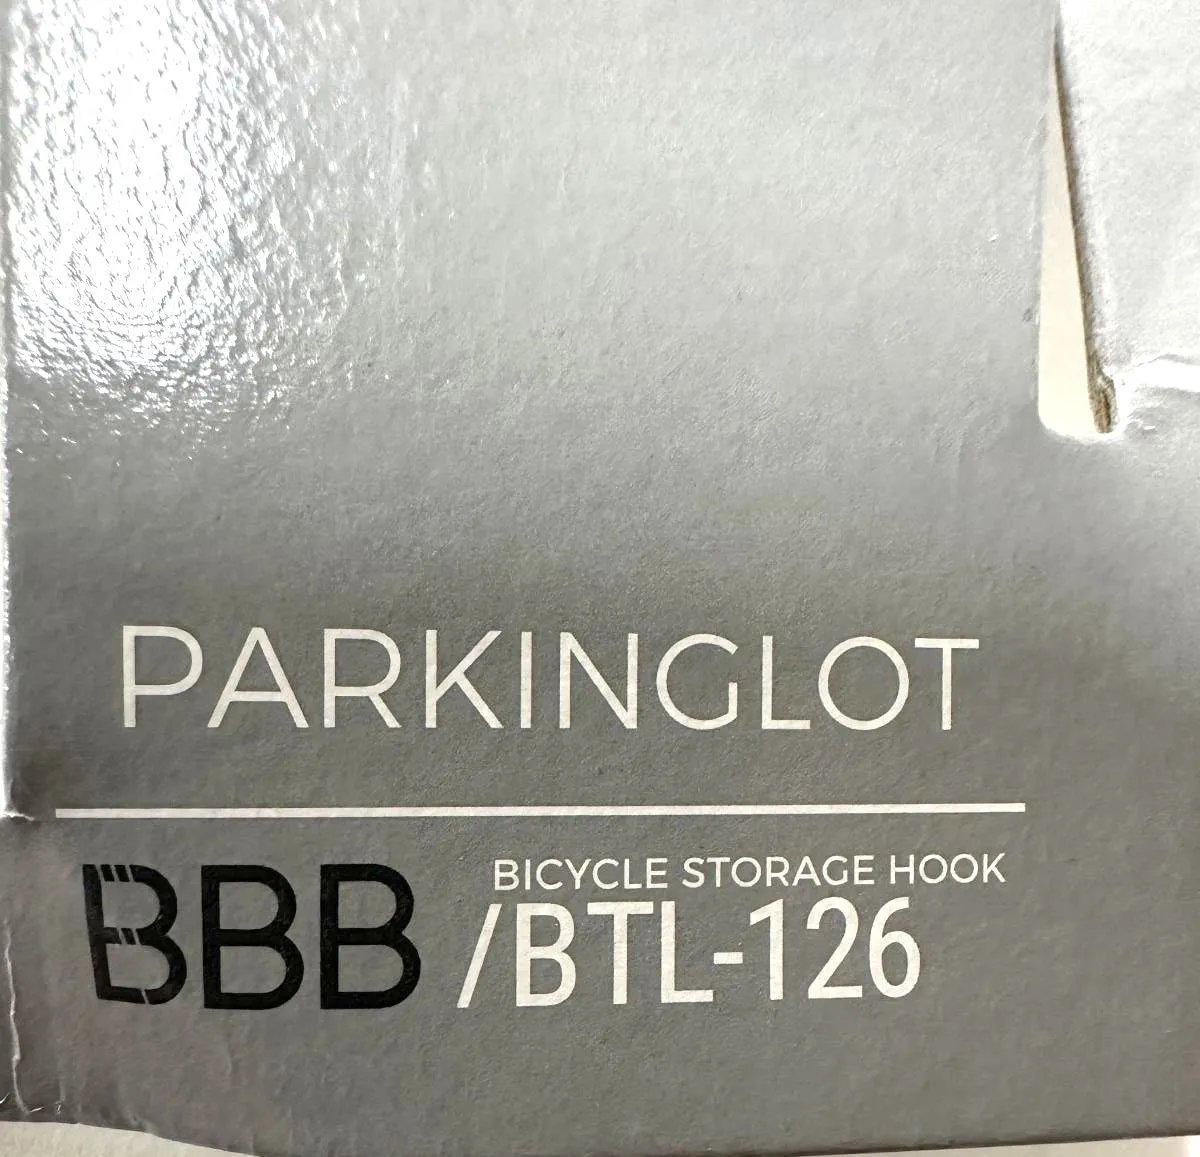 PARKINGLOT
BBB
BICYCLE STORAGE HOOK
/BTL-126